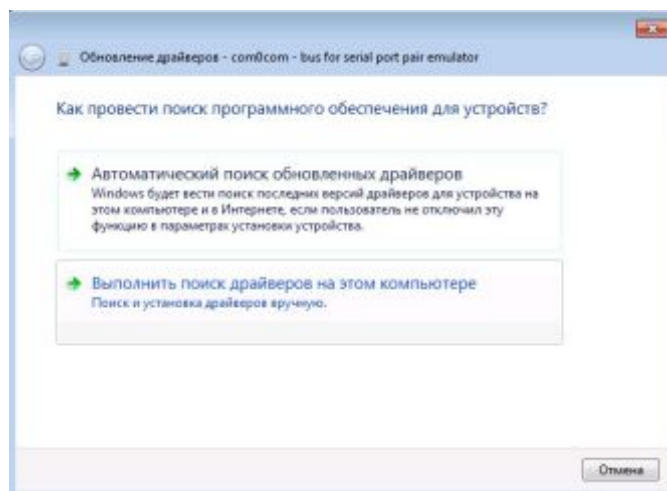 Обновление драйверов - com0com - bus for serial port pair emulator
Как провести поиск программного обеспечения для устройств?
Автоматический поиск обновленных драйверов
Windows будет вести поиск последних версий драйверов для устройства на
этом компьютере и в Интернете, если пользователь не отключил эту
функцию в параметрах установки устройства.
Выполнить поиск драйверов на этом компьютере
Поиск и установка драйверов вручную.
Отмена